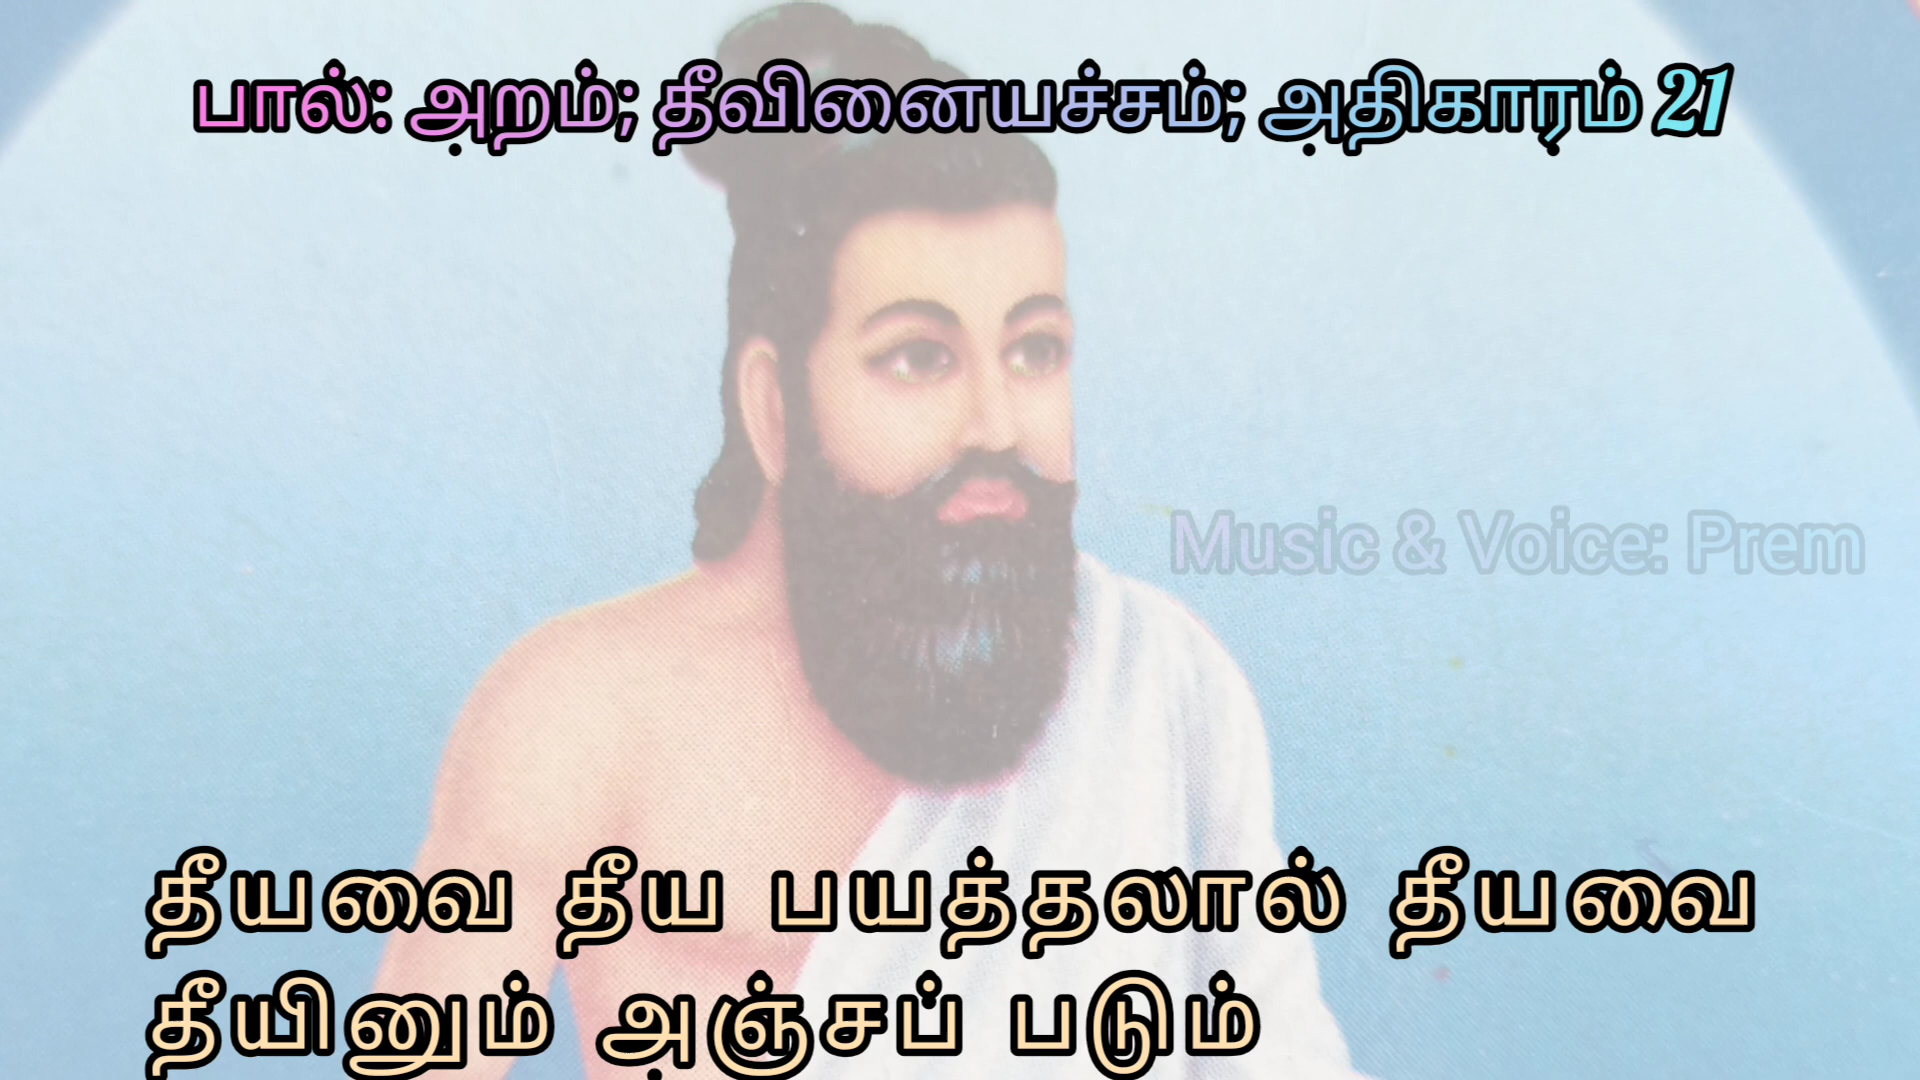 பால்: அறம்; தீவினையச்சம்; அதிகாரம் 21
Music & Voice: Prem
தீயவை தீய பயத்தலால் தீயவை
தீயினும் அஞ்சப் படும்